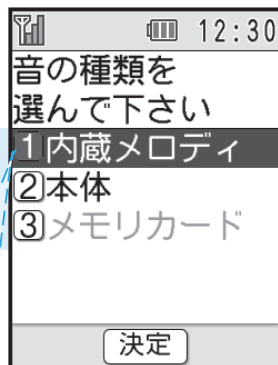 12:30
音の種類を
選んで下さい
1内蔵メロディ
2本体
3メモリカード
決定